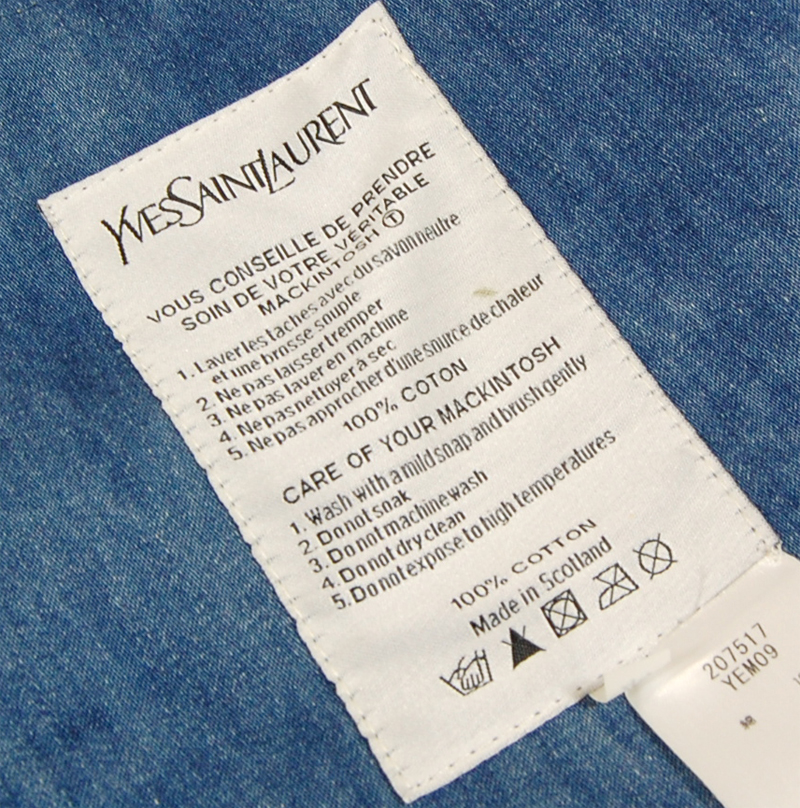 YVESSAINTLAURENT
VOUS CONSEILLE DE PRENDRE
SOIN DE VOTRE VÉRITABLE
MACKINTOSH Ⓣ
1. Laver les taches avec du savon neutre
et une brosse souple
2. Ne pas laisser tremper
3. Ne pas laver en machine
4. Ne pas nettoyer à sec
5. Ne pas approcher d'une source de chaleur
100% COTON
CARE OF YOUR MACKINTOSH
1. Wash with a mild soap and brush gently
2. Do not soak
3. Do not machine wash
4. Do not dry clean
5. Do not expose to high temperatures
100% COTTON
Made in Scotland
207517
YEM09